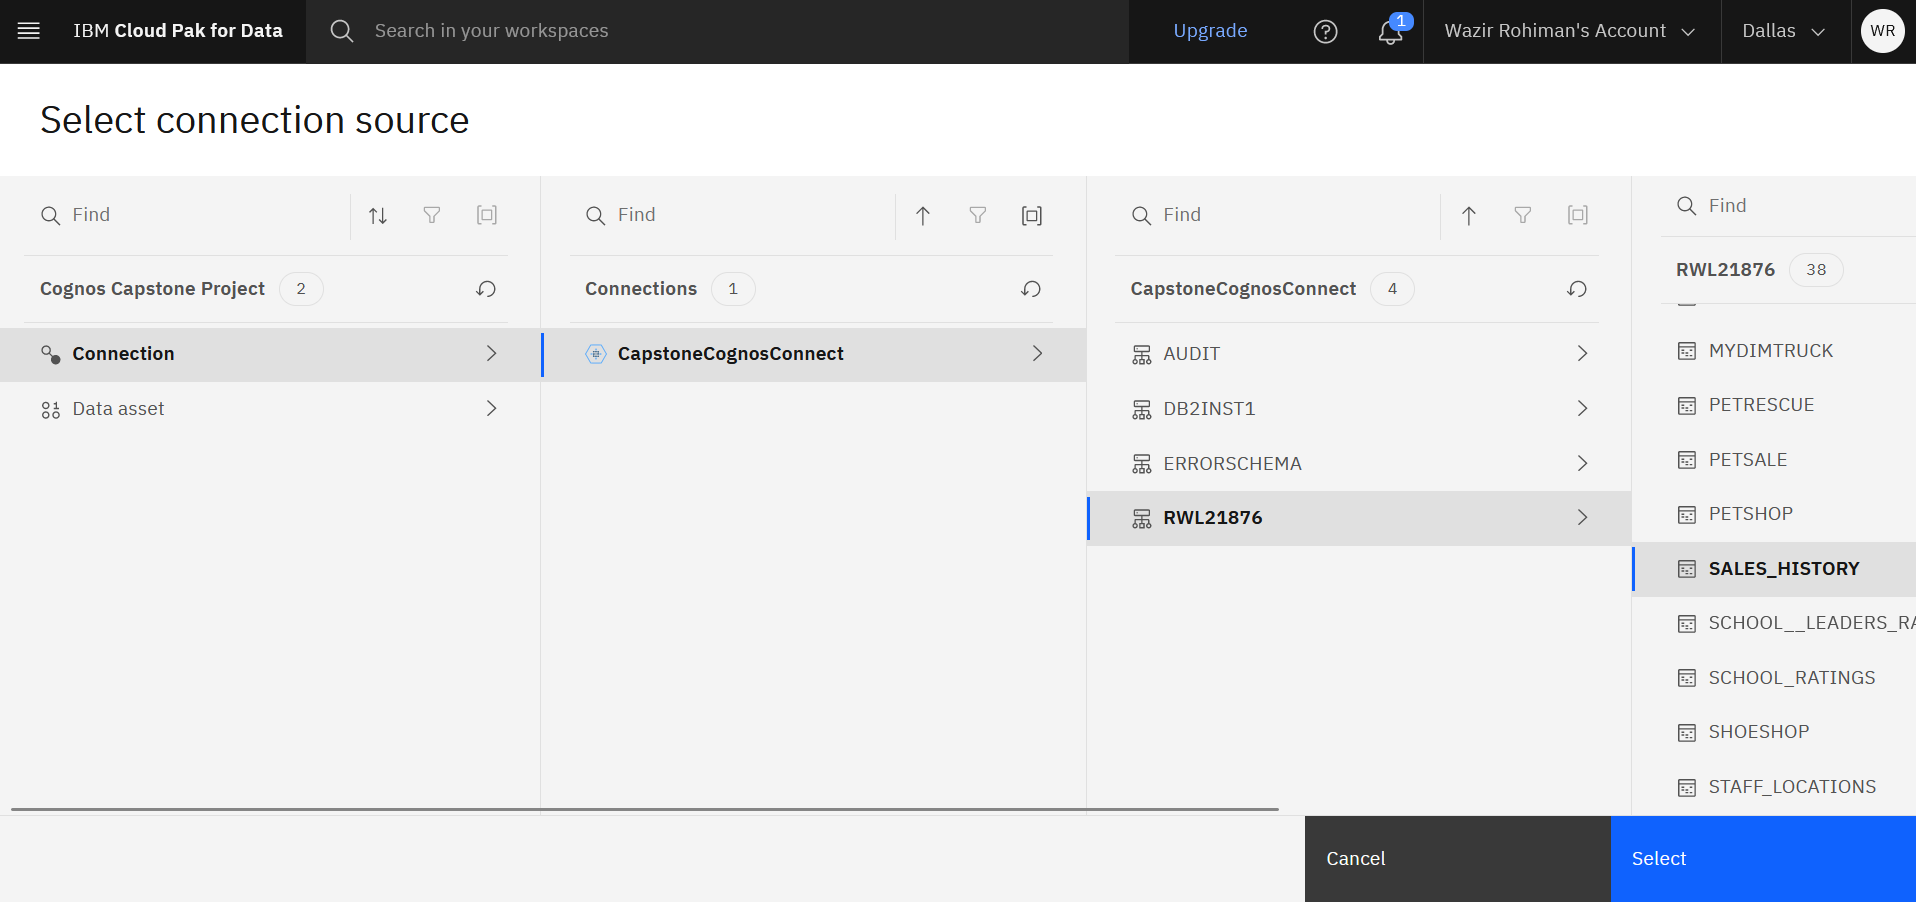 IBM Cloud Pak for Data
Search in your workspaces
Upgrade
1
Wazir Rohiman's Account
Dallas
WR
Select connection source
Find
Cognos Capstone Project 2
Connection
Data asset
Find
Connections 1
CapstoneCognosConnect
Find
CapstoneCognosConnect 4
AUDIT
DB2INST1
ERRORSCHEMA
RWL21876
Find
RWL21876 38
MYDIMTRUCK
PETRESCUE
PETSALE
PETSHOP
SALES_HISTORY
SCHOOL__LEADERS_RA
SCHOOL_RATINGS
SHOESHOP
STAFF_LOCATIONS
Cancel
Select